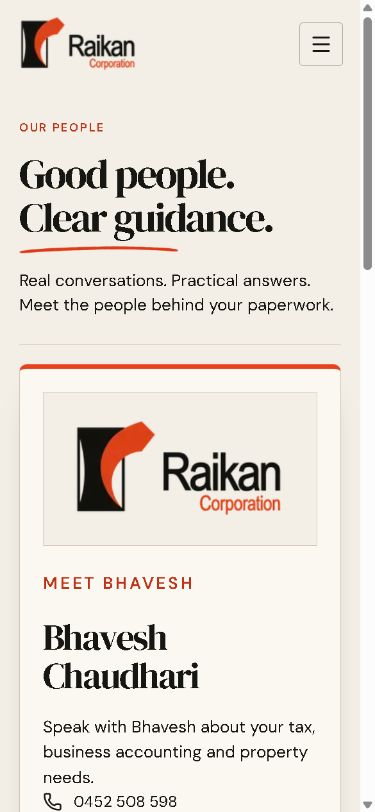 Raikan
Corporation
OUR PEOPLE
Good people.
Clear guidance.
Real conversations. Practical answers.
Meet the people behind your paperwork.
Raikan
Corporation
MEET BHAVESH
Bhavesh
Chaudhari
Speak with Bhavesh about your tax,
business accounting and property
needs.
0452 508 598